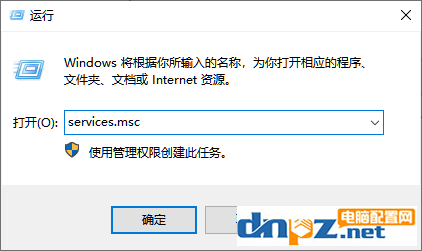 运行
Windows 将根据你所输入的名称，为你打开相应的程序、
文件夹、文档或 Internet 资源。
打开(O): services.msc
使用管理权限创建此任务。
确定
电脑配置网
dnpz.net